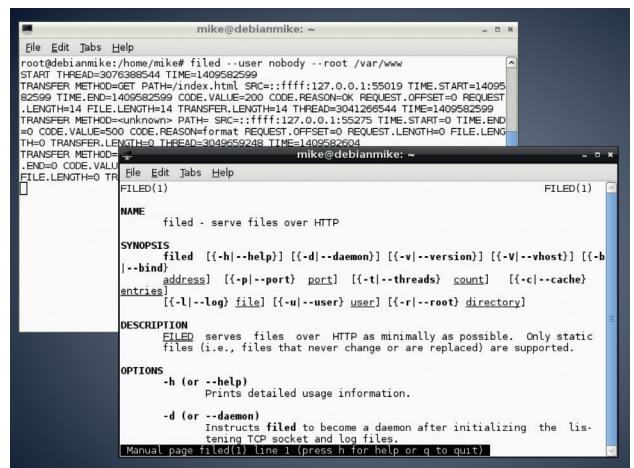 mike@debianmike: ~
File Edit Tabs Help
root@debianmike:/home/mike# filed --user nobody --root /var/www
START THREAD=3076388544 TIME=1409582599
TRANSFER METHOD=GET PATH=/index.html SRC=::ffff:127.0.0.1:55019 TIME.START=14095
82599 TIME.END=1409582599 CODE.VALUE=200 CODE.REASON=OK REQUEST.OFFSET=0 REQUEST
.LENGTH=14 FILE.LENGTH=14 TRANSFER.LENGTH=14 THREAD=3041266544 TIME=1409582599
TRANSFER METHOD=<unknown> PATH= SRC=::ffff:127.0.0.1:55275 TIME.START=0 TIME.END
=0 CODE.VALUE=500 CODE.REASON=format REQUEST.OFFSET=0 REQUEST.LENGTH=0 FILE.LENG
TH=0 TRANSFER.LENGTH=0 THREAD=3049659248 TIME=1409582604
TRANSFER METHOD=
.END=0 CODE.VALU
FILE.LENGTH=0 TR
mike@debianmike: ~
File Edit Tabs Help
FILED(1) FILED(1)
NAME
filed - serve files over HTTP
SYNOPSIS
filed [{-h|--help}] [{-d|--daemon}] [{-v|--version}] [{-V|--vhost}] [{-b
|--bind}
address] [{-p|--port} port] [{-t|--threads} count] [{-c|--cache}
entries]
[{-l|--log} file] [{-u|--user} user] [{-r|--root} directory]
DESCRIPTION
FILED serves files over HTTP as minimally as possible. Only static
files (i.e., files that never change or are replaced) are supported.
OPTIONS
-h (or --help)
Prints detailed usage information.
-d (or --daemon)
Instructs filed to become a daemon after initializing the lis-
tening TCP socket and log files.
Manual page filed(1) line 1 (press h for help or q to quit)